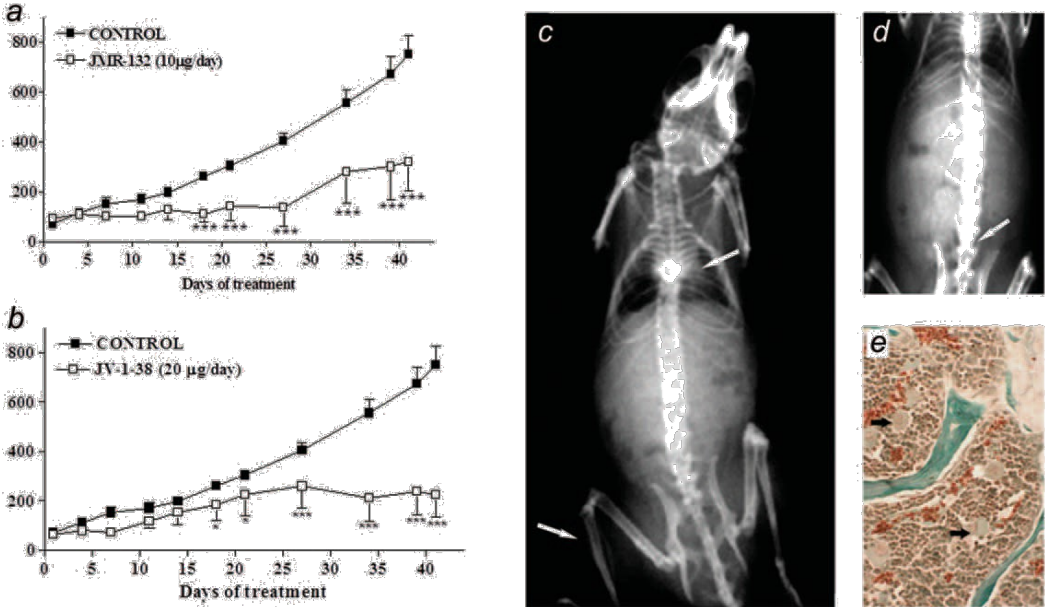 a
CONTROL
JMR-132 (10µg/day)
800
600
400
200
0
0 5 10 15 20 25 30 35 40
Days of treatment
*** *** *** *** *** ***
b
CONTROL
JV-1-38 (20 µg/day)
800
600
400
200
0
0 5 10 15 20 25 30 35 40
Days of treatment
* * *** *** *** ***
c
d
e